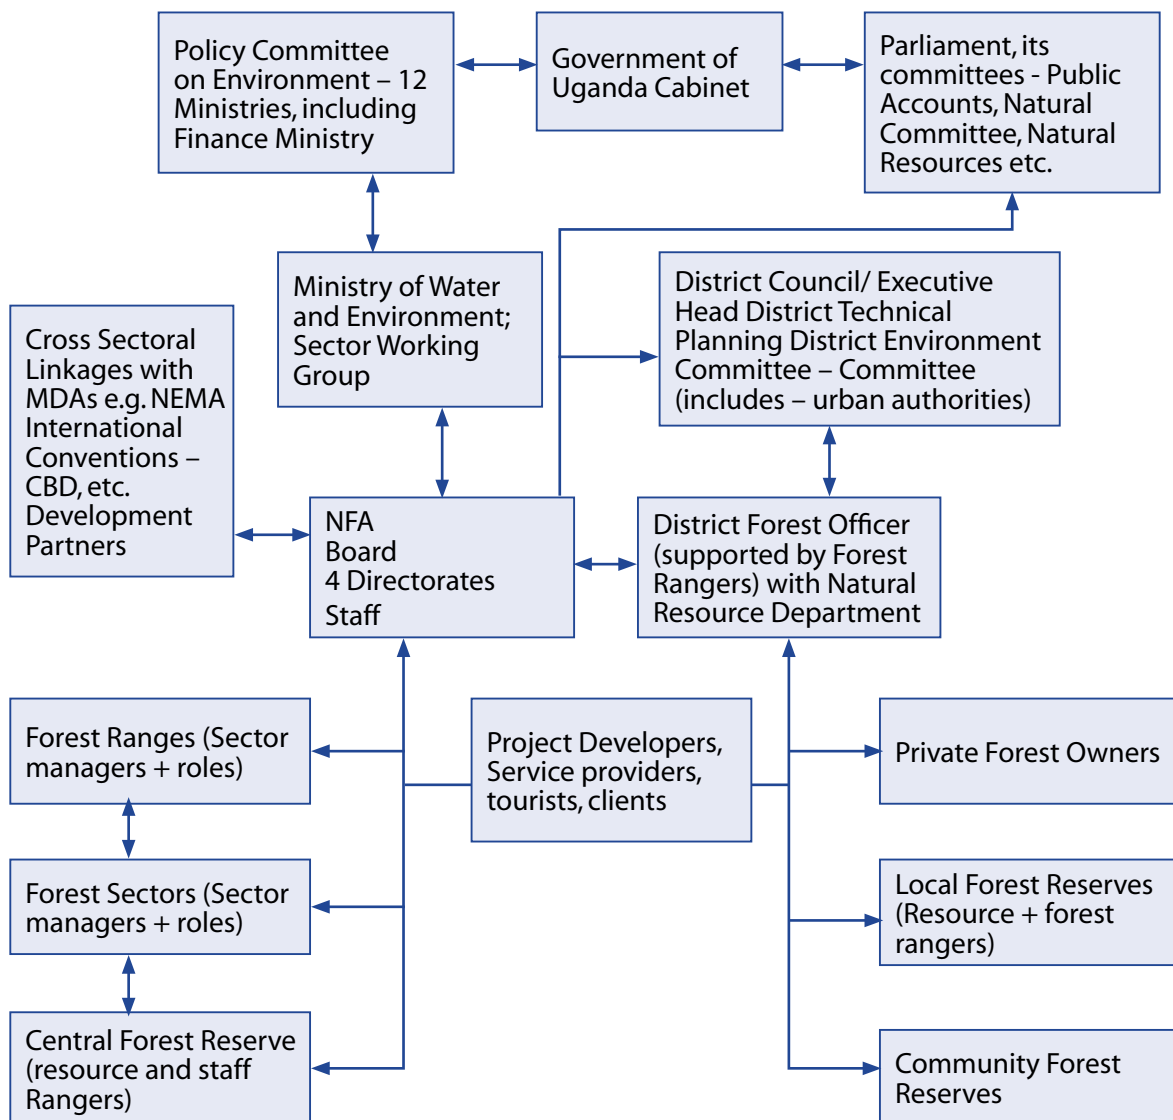 Policy Committee
on Environment – 12
Ministries, including
Finance Ministry
Government of
Uganda Cabinet
Parliament, its
committees - Public
Accounts, Natural
Committee, Natural
Resources etc.
Ministry of Water
and Environment;
Sector Working
Group
District Council/ Executive
Head District Technical
Planning District Environment
Committee – Committee
(includes – urban authorities)
Cross Sectoral
Linkages with
MDAs e.g. NEMA
International
Conventions –
CBD, etc.
Development
Partners
NFA
Board
4 Directorates
Staff
District Forest Officer
(supported by Forest
Rangers) with Natural
Resource Department
Forest Ranges (Sector
managers + roles)
Project Developers,
Service providers,
tourists, clients
Private Forest Owners
Forest Sectors (Sector
managers + roles)
Local Forest Reserves
(Resource + forest
rangers)
Central Forest Reserve
(resource and staff
Rangers)
Community Forest
Reserves